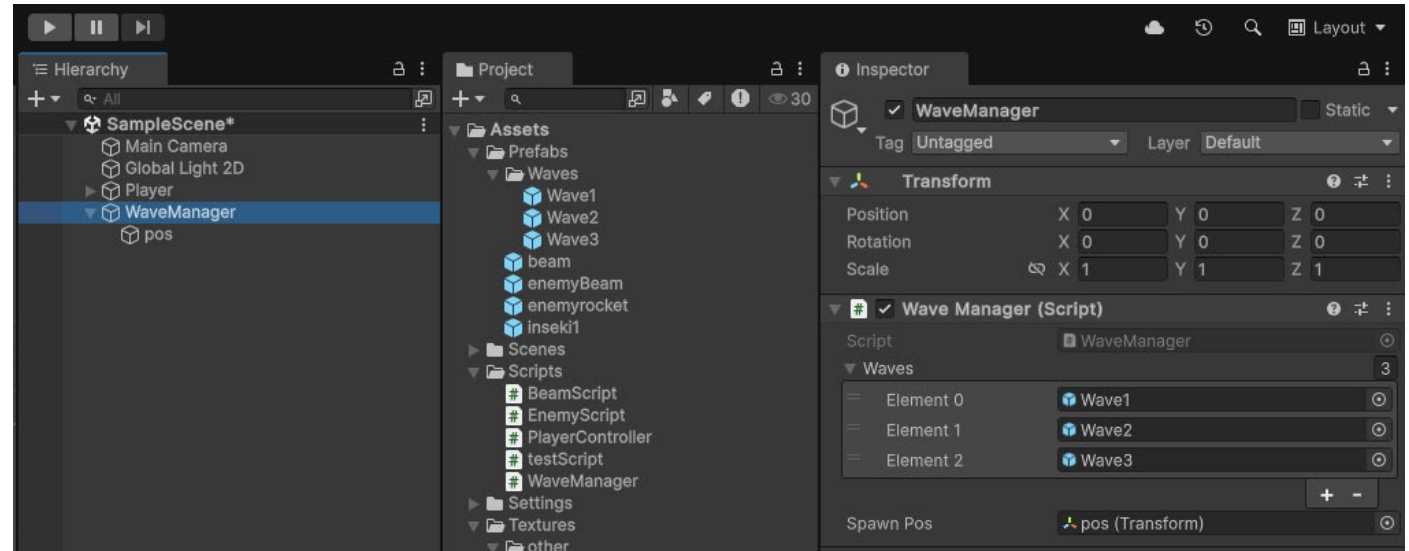 Layout
Hierarchy
All
SampleScene*
Main Camera
Global Light 2D
Player
WaveManager
pos
Project
30
Assets
Prefabs
Waves
Wave1
Wave2
Wave3
beam
enemyBeam
enemyrocket
inseki1
Scenes
Scripts
BeamScript
EnemyScript
PlayerController
testScript
WaveManager
Settings
Textures
other
Inspector
WaveManager Static
Tag Untagged Layer Default
Transform
Position X 0 Y 0 Z 0
Rotation X 0 Y 0 Z 0
Scale X 1 Y 1 Z 1
# Wave Manager (Script)
Script WaveManager
Waves 3
Element 0 Wave1
Element 1 Wave2
Element 2 Wave3
+ -
Spawn Pos pos (Transform)